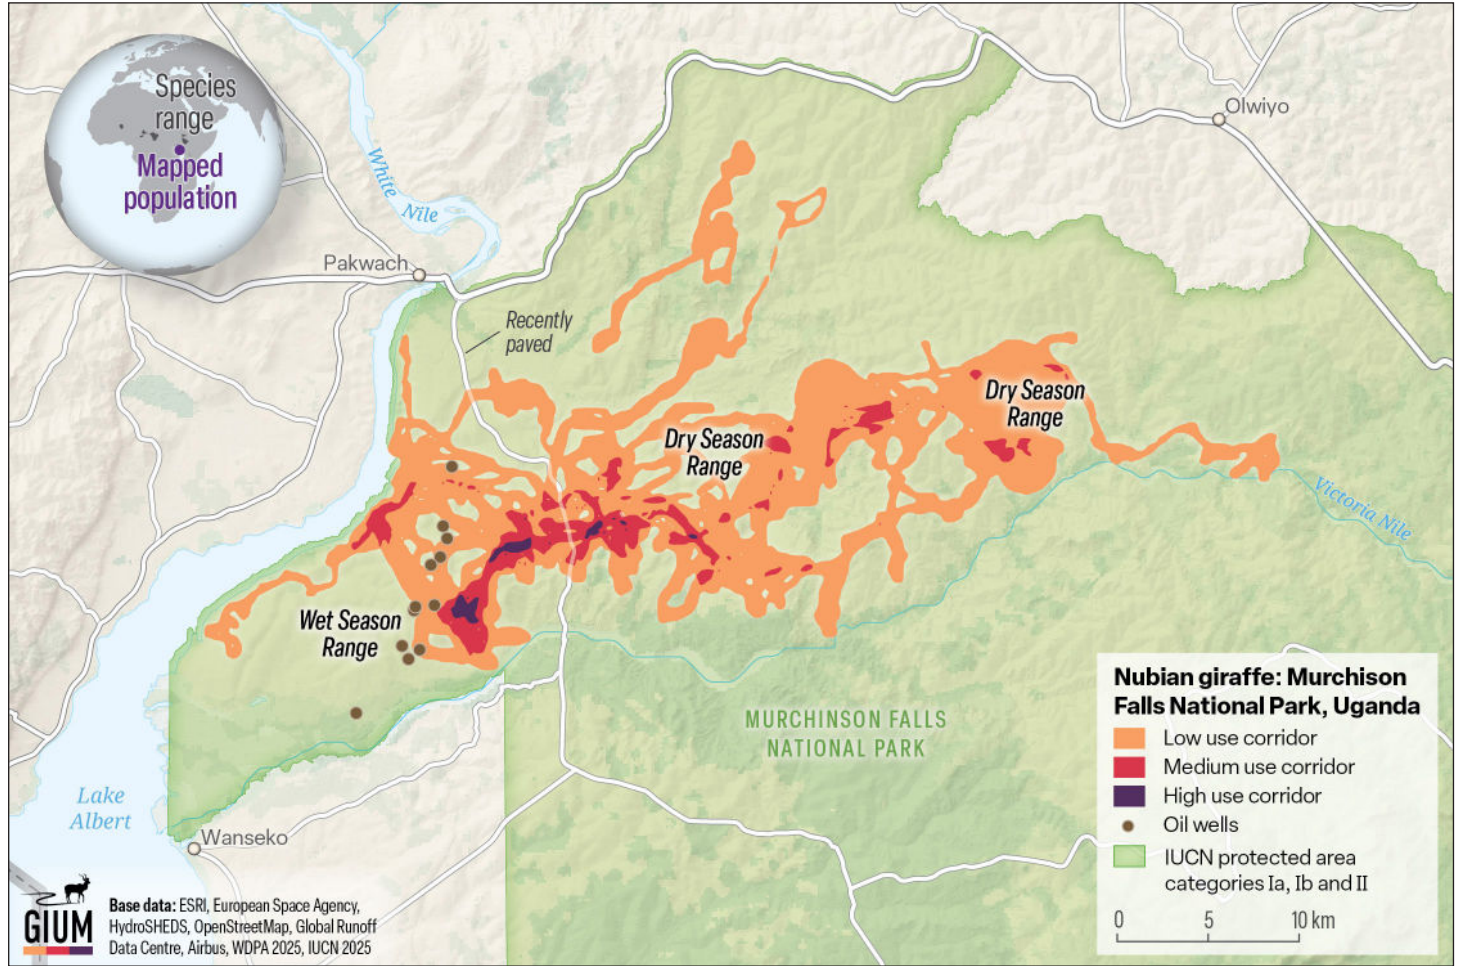 Species
range
Mapped
population
White Nile
Olwiyo
Pakwach
Recently
paved
Dry Season
Range
Dry Season
Range
Victoria Nile
Wet Season
Range
MURCHINSON FALLS
NATIONAL PARK
Lake
Albert
Wanseko
Nubian giraffe: Murchison
Falls National Park, Uganda
Low use corridor
Medium use corridor
High use corridor
Oil wells
IUCN protected area
categories Ia, Ib and II
0 5 10 km
GIUM
Base data: ESRI, European Space Agency,
HydroSHEDS, OpenStreetMap, Global Runoff
Data Centre, Airbus, WDPA 2025, IUCN 2025